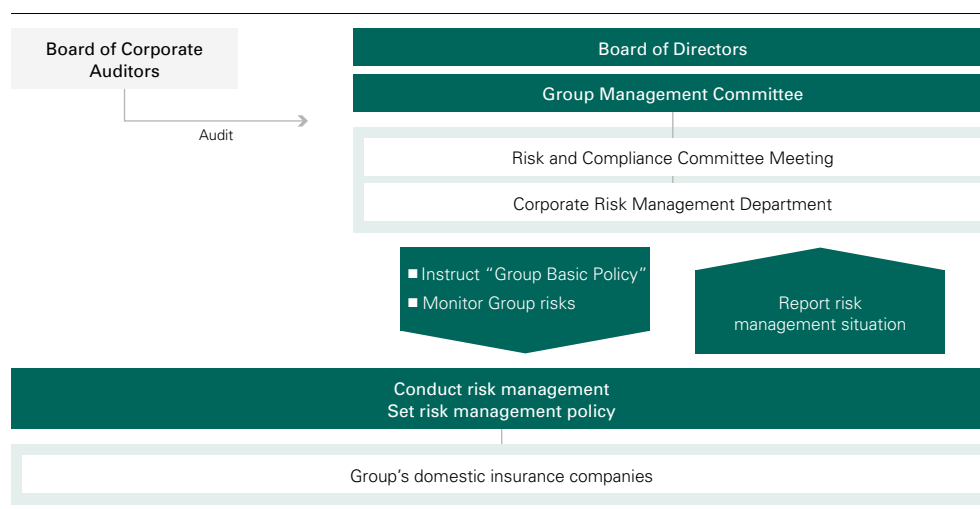 Board of Corporate
Auditors
Audit
Board of Directors
Group Management Committee
Risk and Compliance Committee Meeting
Corporate Risk Management Department
■ Instruct “Group Basic Policy”
■ Monitor Group risks
Report risk
management situation
Conduct risk management
Set risk management policy
Group’s domestic insurance companies